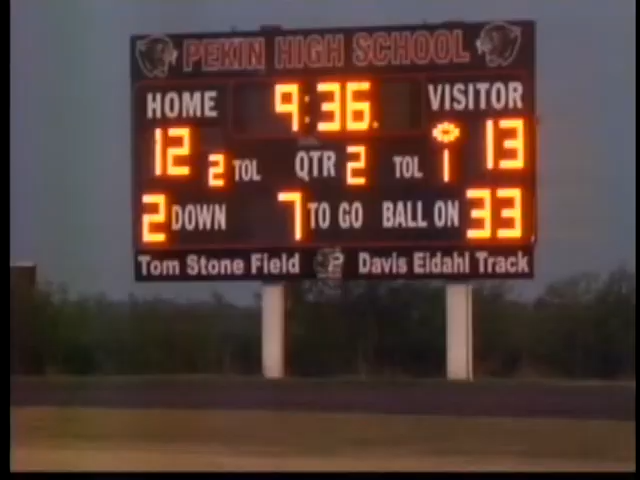 PEKIN HIGH SCHOOL
HOME 9:36 VISITOR
12 2 TOL QTR 2 TOL 1 13
2 DOWN 7 TO GO BALL ON 33
Tom Stone Field P Davis Eidahl Track